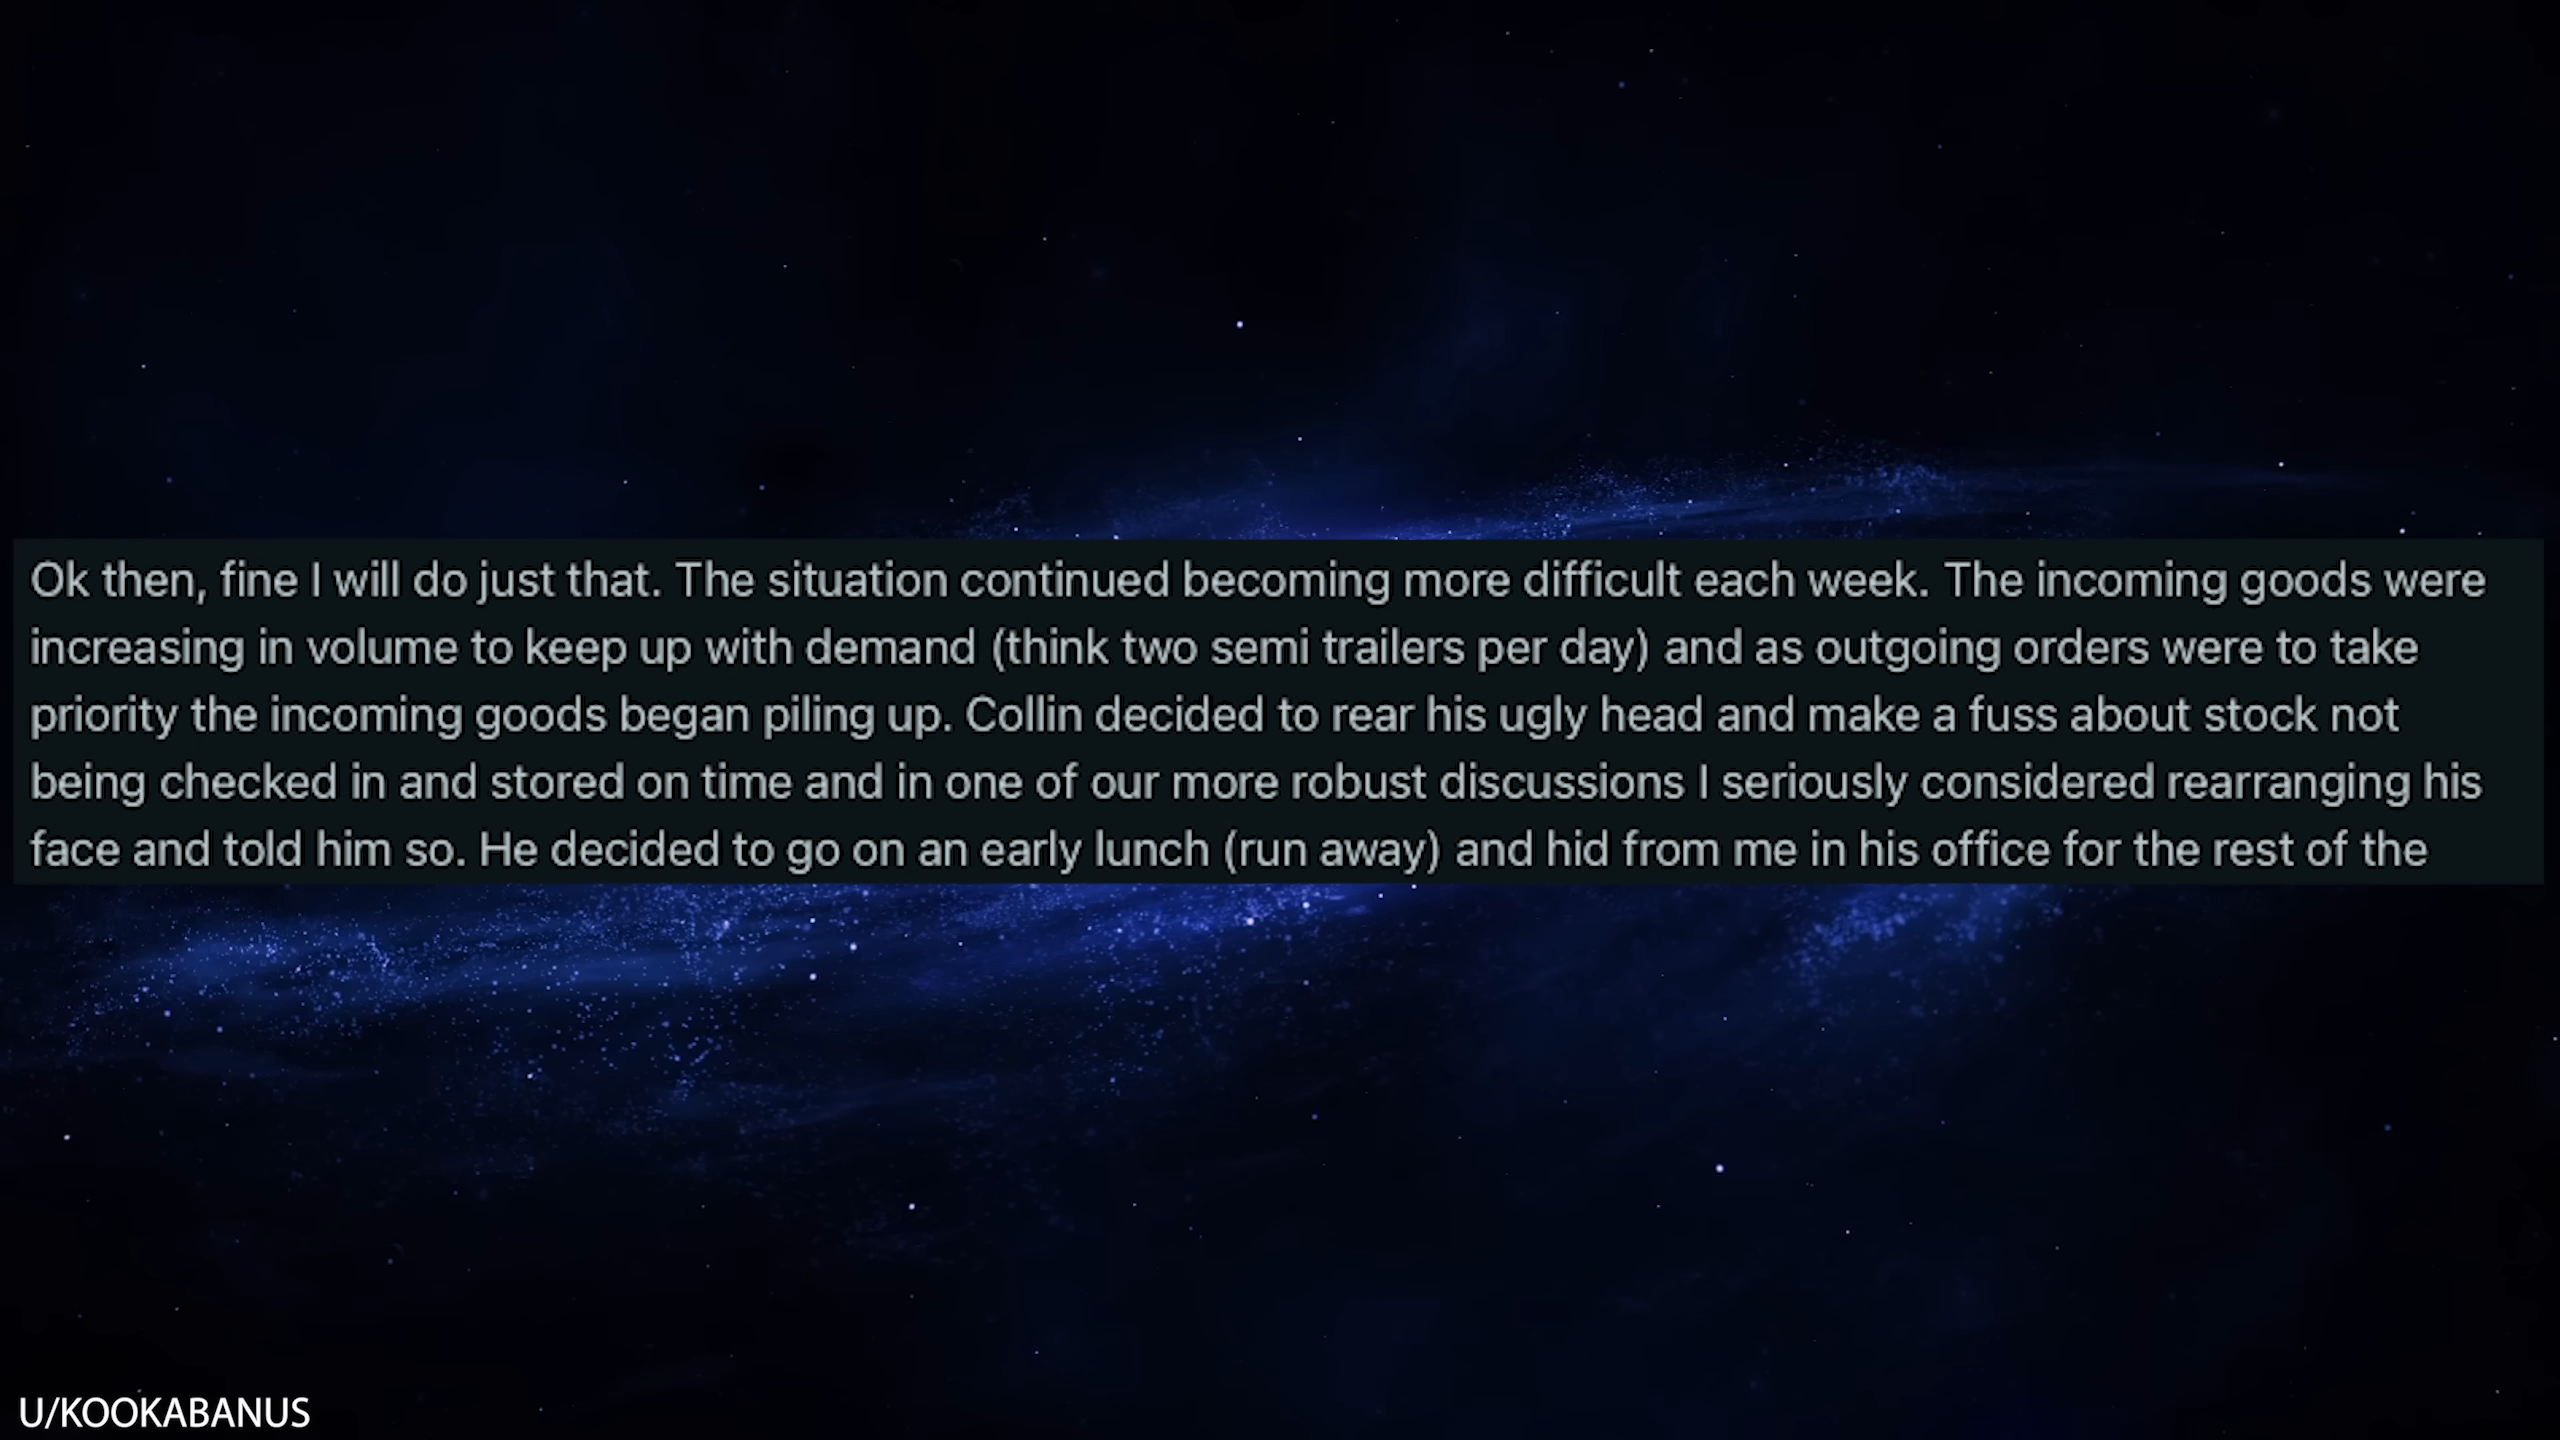 Ok then, fine I will do just that. The situation continued becoming more difficult each week. The incoming goods were
increasing in volume to keep up with demand (think two semi trailers per day) and as outgoing orders were to take
priority the incoming goods began piling up. Collin decided to rear his ugly head and make a fuss about stock not
being checked in and stored on time and in one of our more robust discussions I seriously considered rearranging his
face and told him so. He decided to go on an early lunch (run away) and hid from me in his office for the rest of the
U/KOOKABANUS